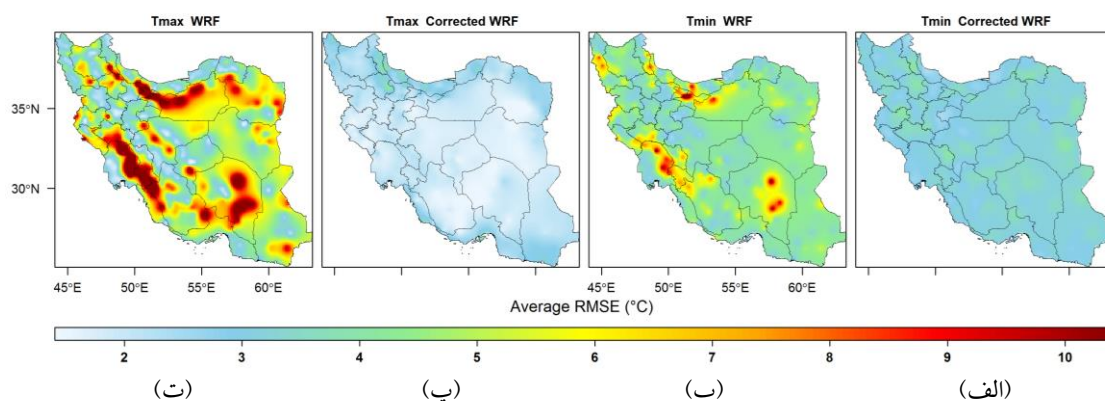 Tmax WRF
Tmax Corrected WRF
Tmin WRF
Tmin Corrected WRF
35°N
30°N
45°E 50°E 55°E 60°E
45°E 50°E 55°E 60°E
Average RMSE (°C)
2 3 4 5 6 7 8 9 10
(ت) (پ) (ب) (الف)